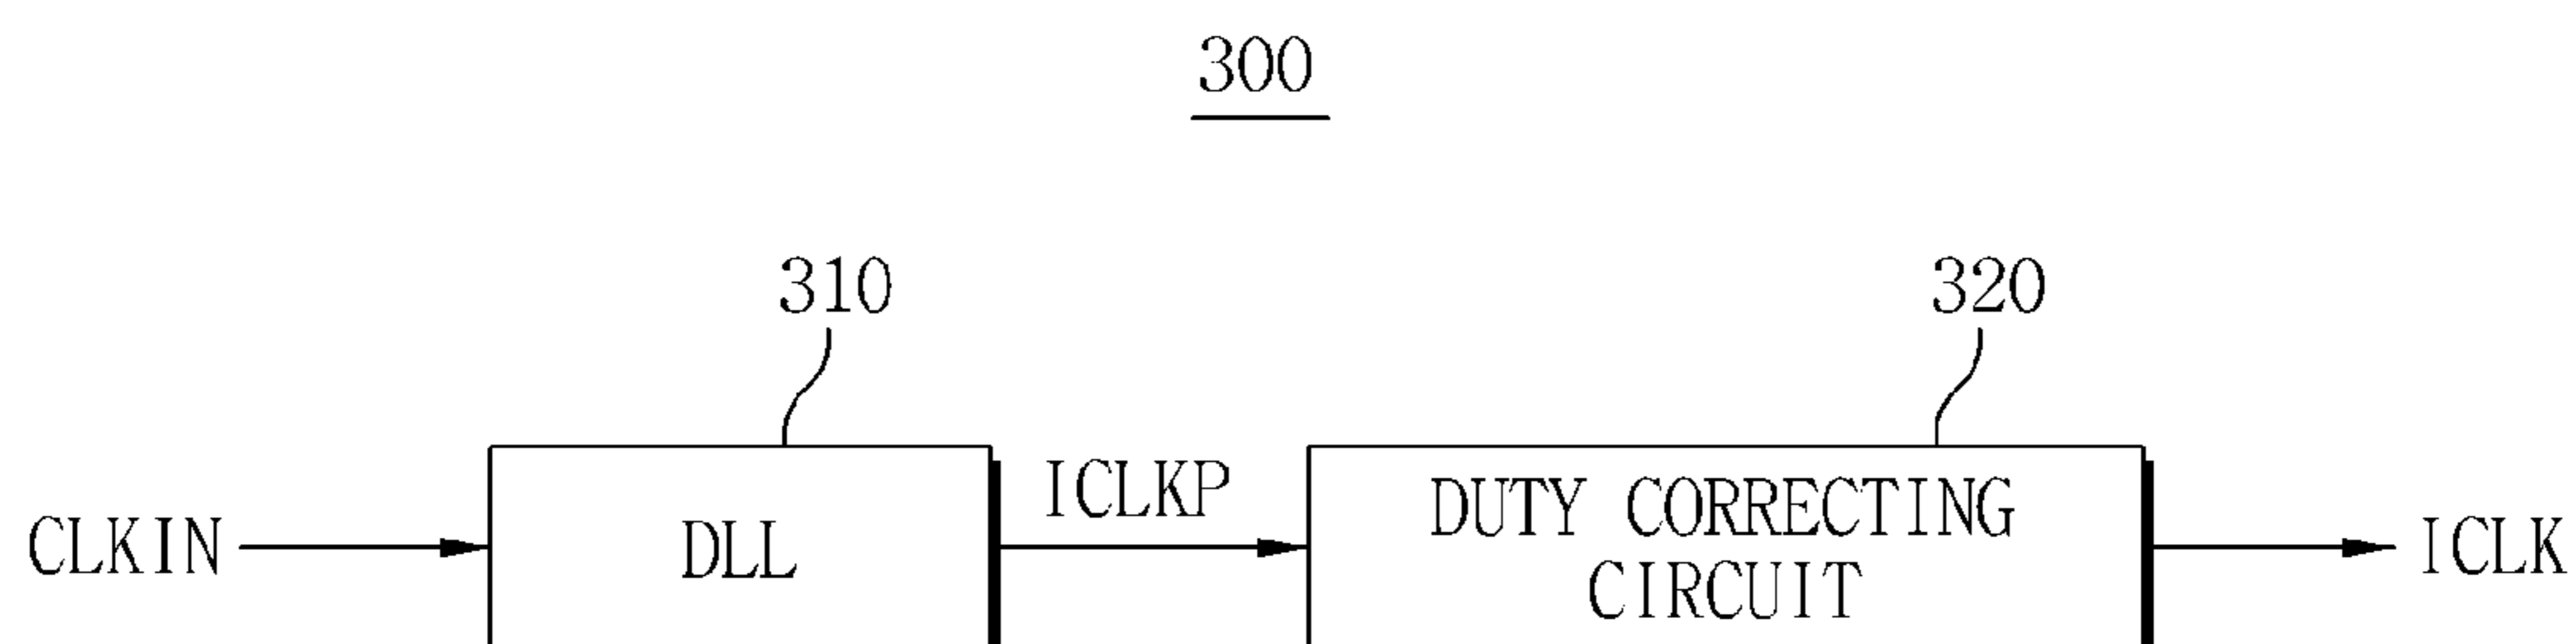 300
310
320
CLKIN
DLL
ICLKP
DUTY CORRECTING
CIRCUIT
ICLK